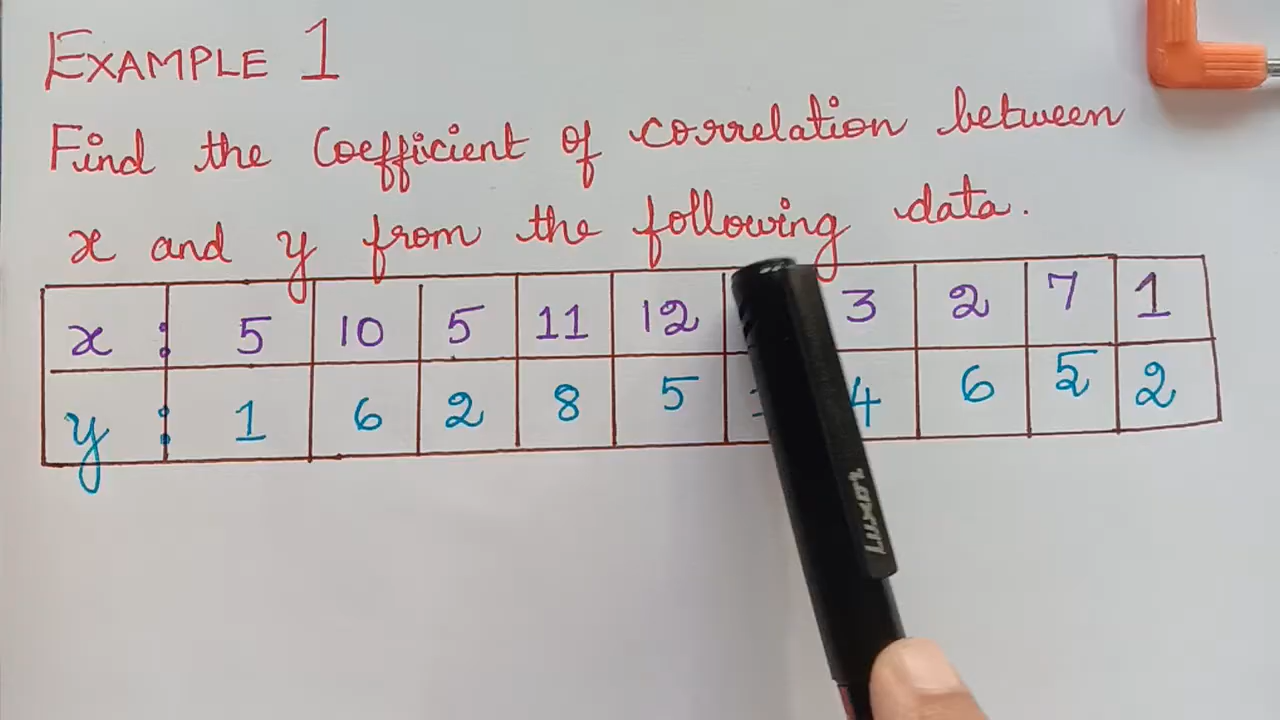 EXAMPLE 1
Find the Coefficient of correlation between
x and y from the following data.
x : 5 10 5 11 12 3 2 7 1
y : 1 6 2 8 5 4 6 5 2
LUXOR